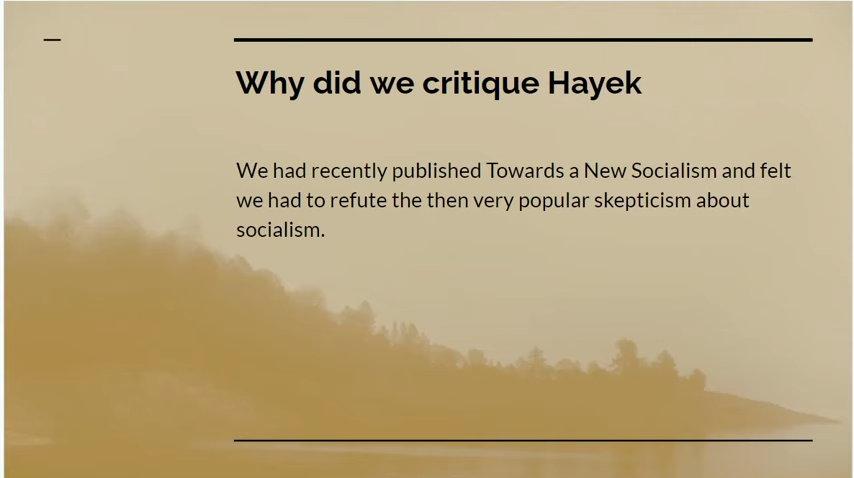 Why did we critique Hayek
We had recently published Towards a New Socialism and felt
we had to refute the then very popular skepticism about
socialism.